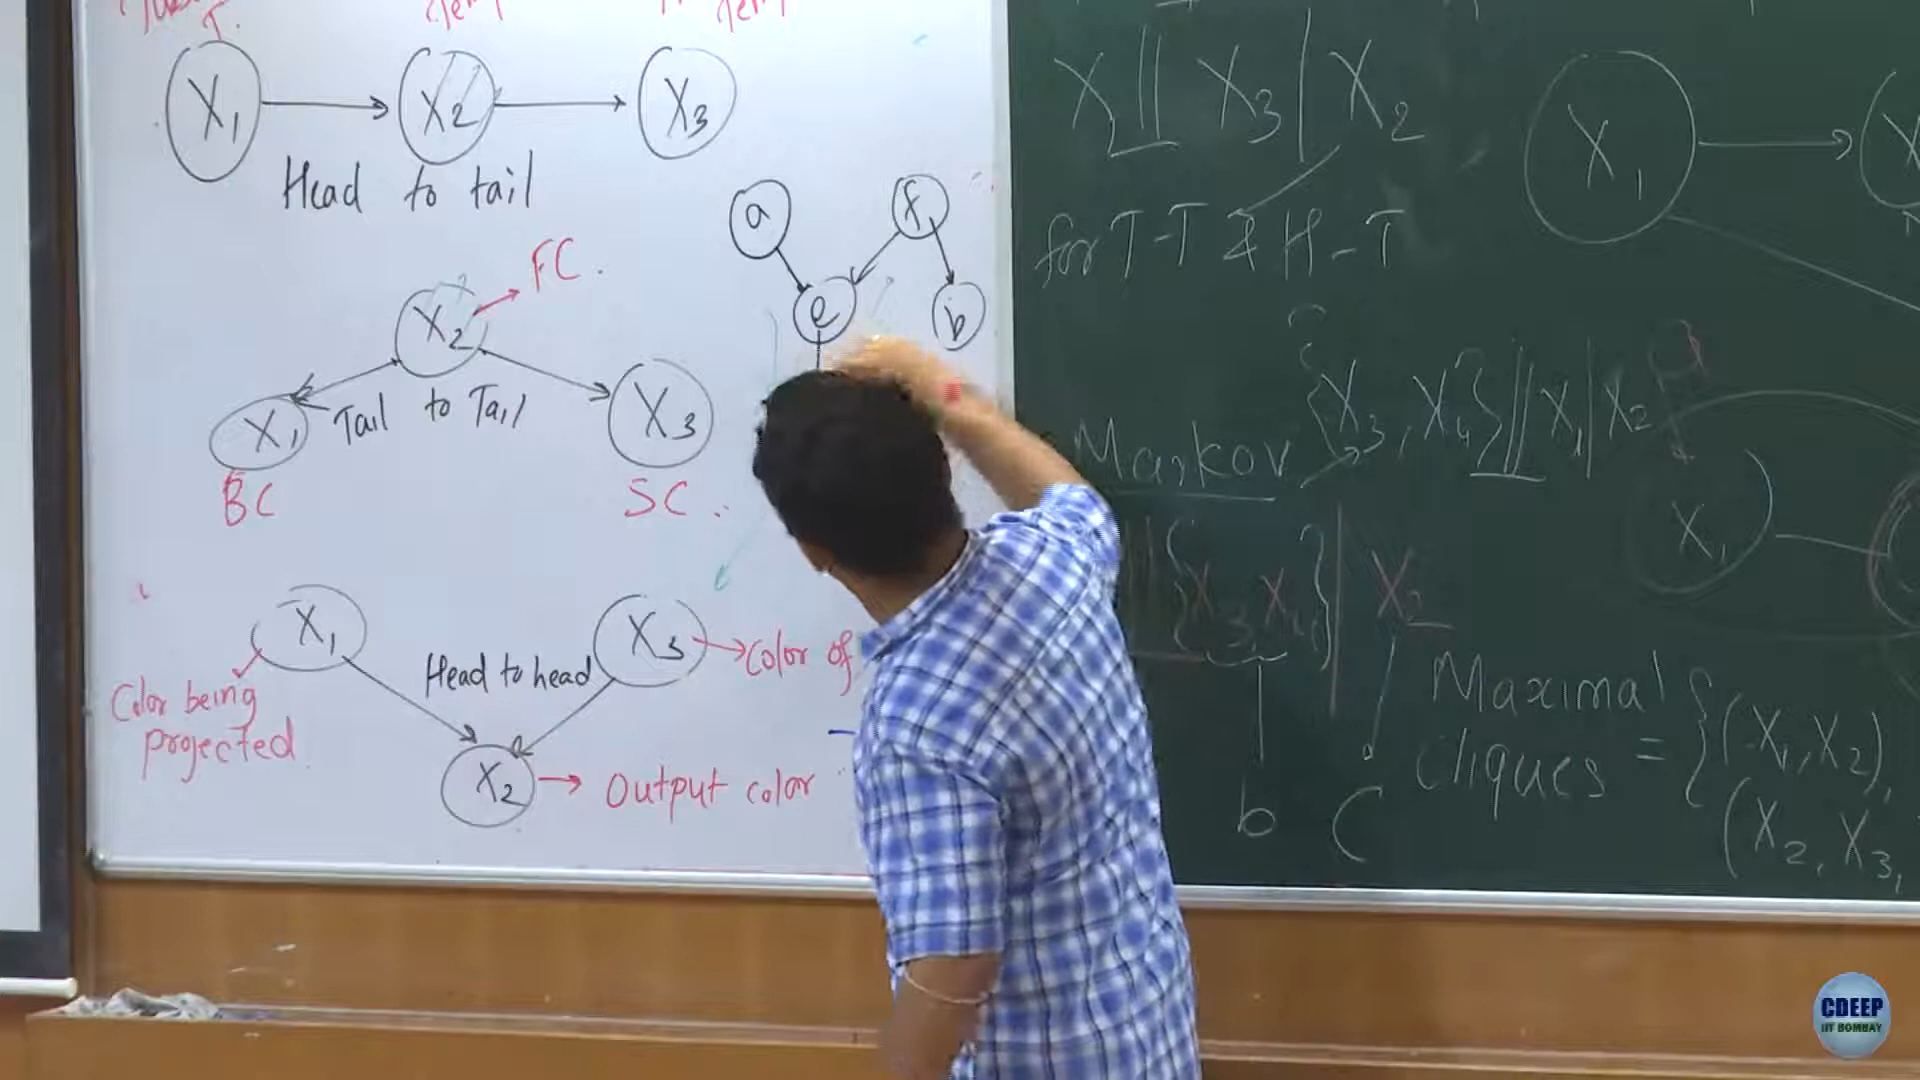 Temp
Temp
X1
X2
X3
Head to tail
a
f
e
b
X2
FC.
X1
Tail to Tail
X3
BC
SC.
X1
X3
Color of
Head to head
Color being
projected
X2
Output color
X ⫫ X3 | X2
for T-T & H-T
X1
Markov
{X3, X4} ⫫ X1 | X2
X1
{X3, X4} | X2
b
C
Maximal
cliques = {(X1, X2),
(X2, X3,
CDEEP
IIT BOMBAY